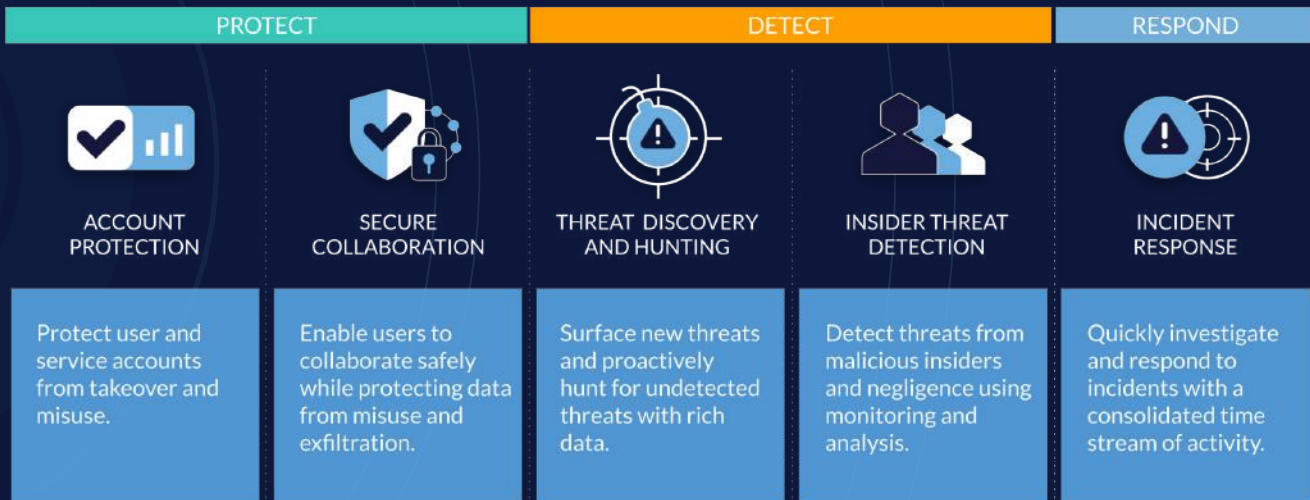 PROTECT
DETECT
RESPOND
ACCOUNT
PROTECTION
SECURE
COLLABORATION
THREAT DISCOVERY
AND HUNTING
INSIDER THREAT
DETECTION
INCIDENT
RESPONSE
Protect user and
service accounts
from takeover and
misuse.
Enable users to
collaborate safely
while protecting data
from misuse and
exfiltration.
Surface new threats
and proactively
hunt for undetected
threats with rich
data.
Detect threats from
malicious insiders
and negligence using
monitoring and
analysis.
Quickly investigate
and respond to
incidents with a
consolidated time
stream of activity.